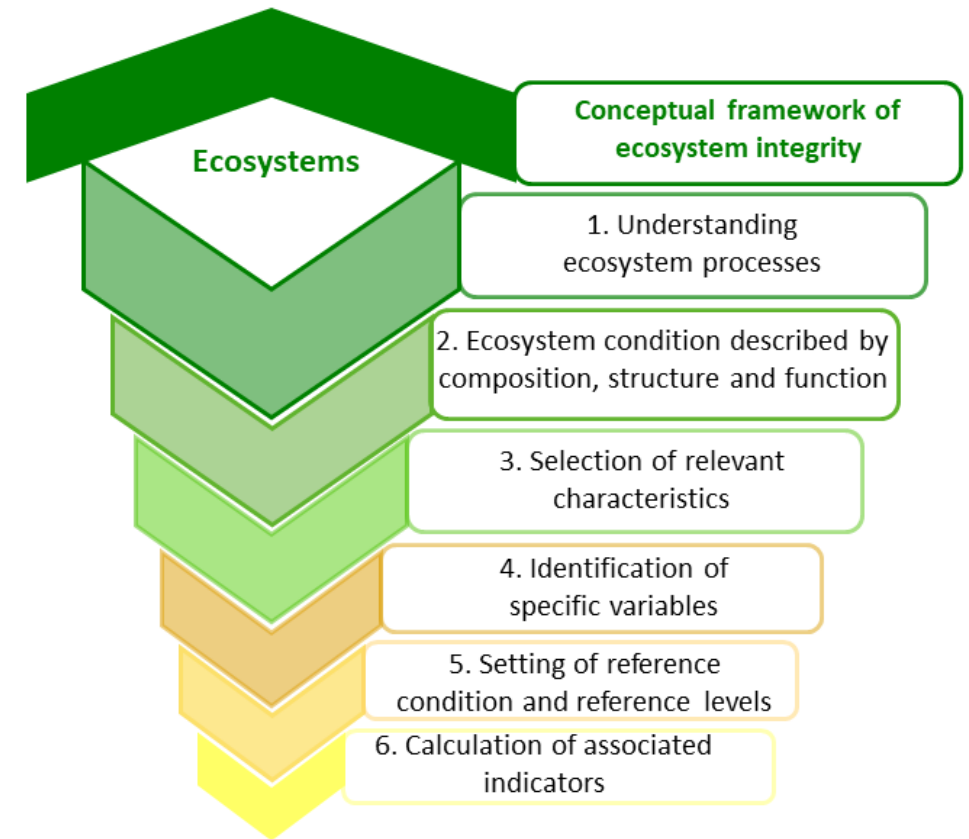 Ecosystems
Conceptual framework of
ecosystem integrity
1. Understanding
ecosystem processes
2. Ecosystem condition described by
composition, structure and function
3. Selection of relevant
characteristics
4. Identification of
specific variables
5. Setting of reference
condition and reference levels
6. Calculation of associated
indicators